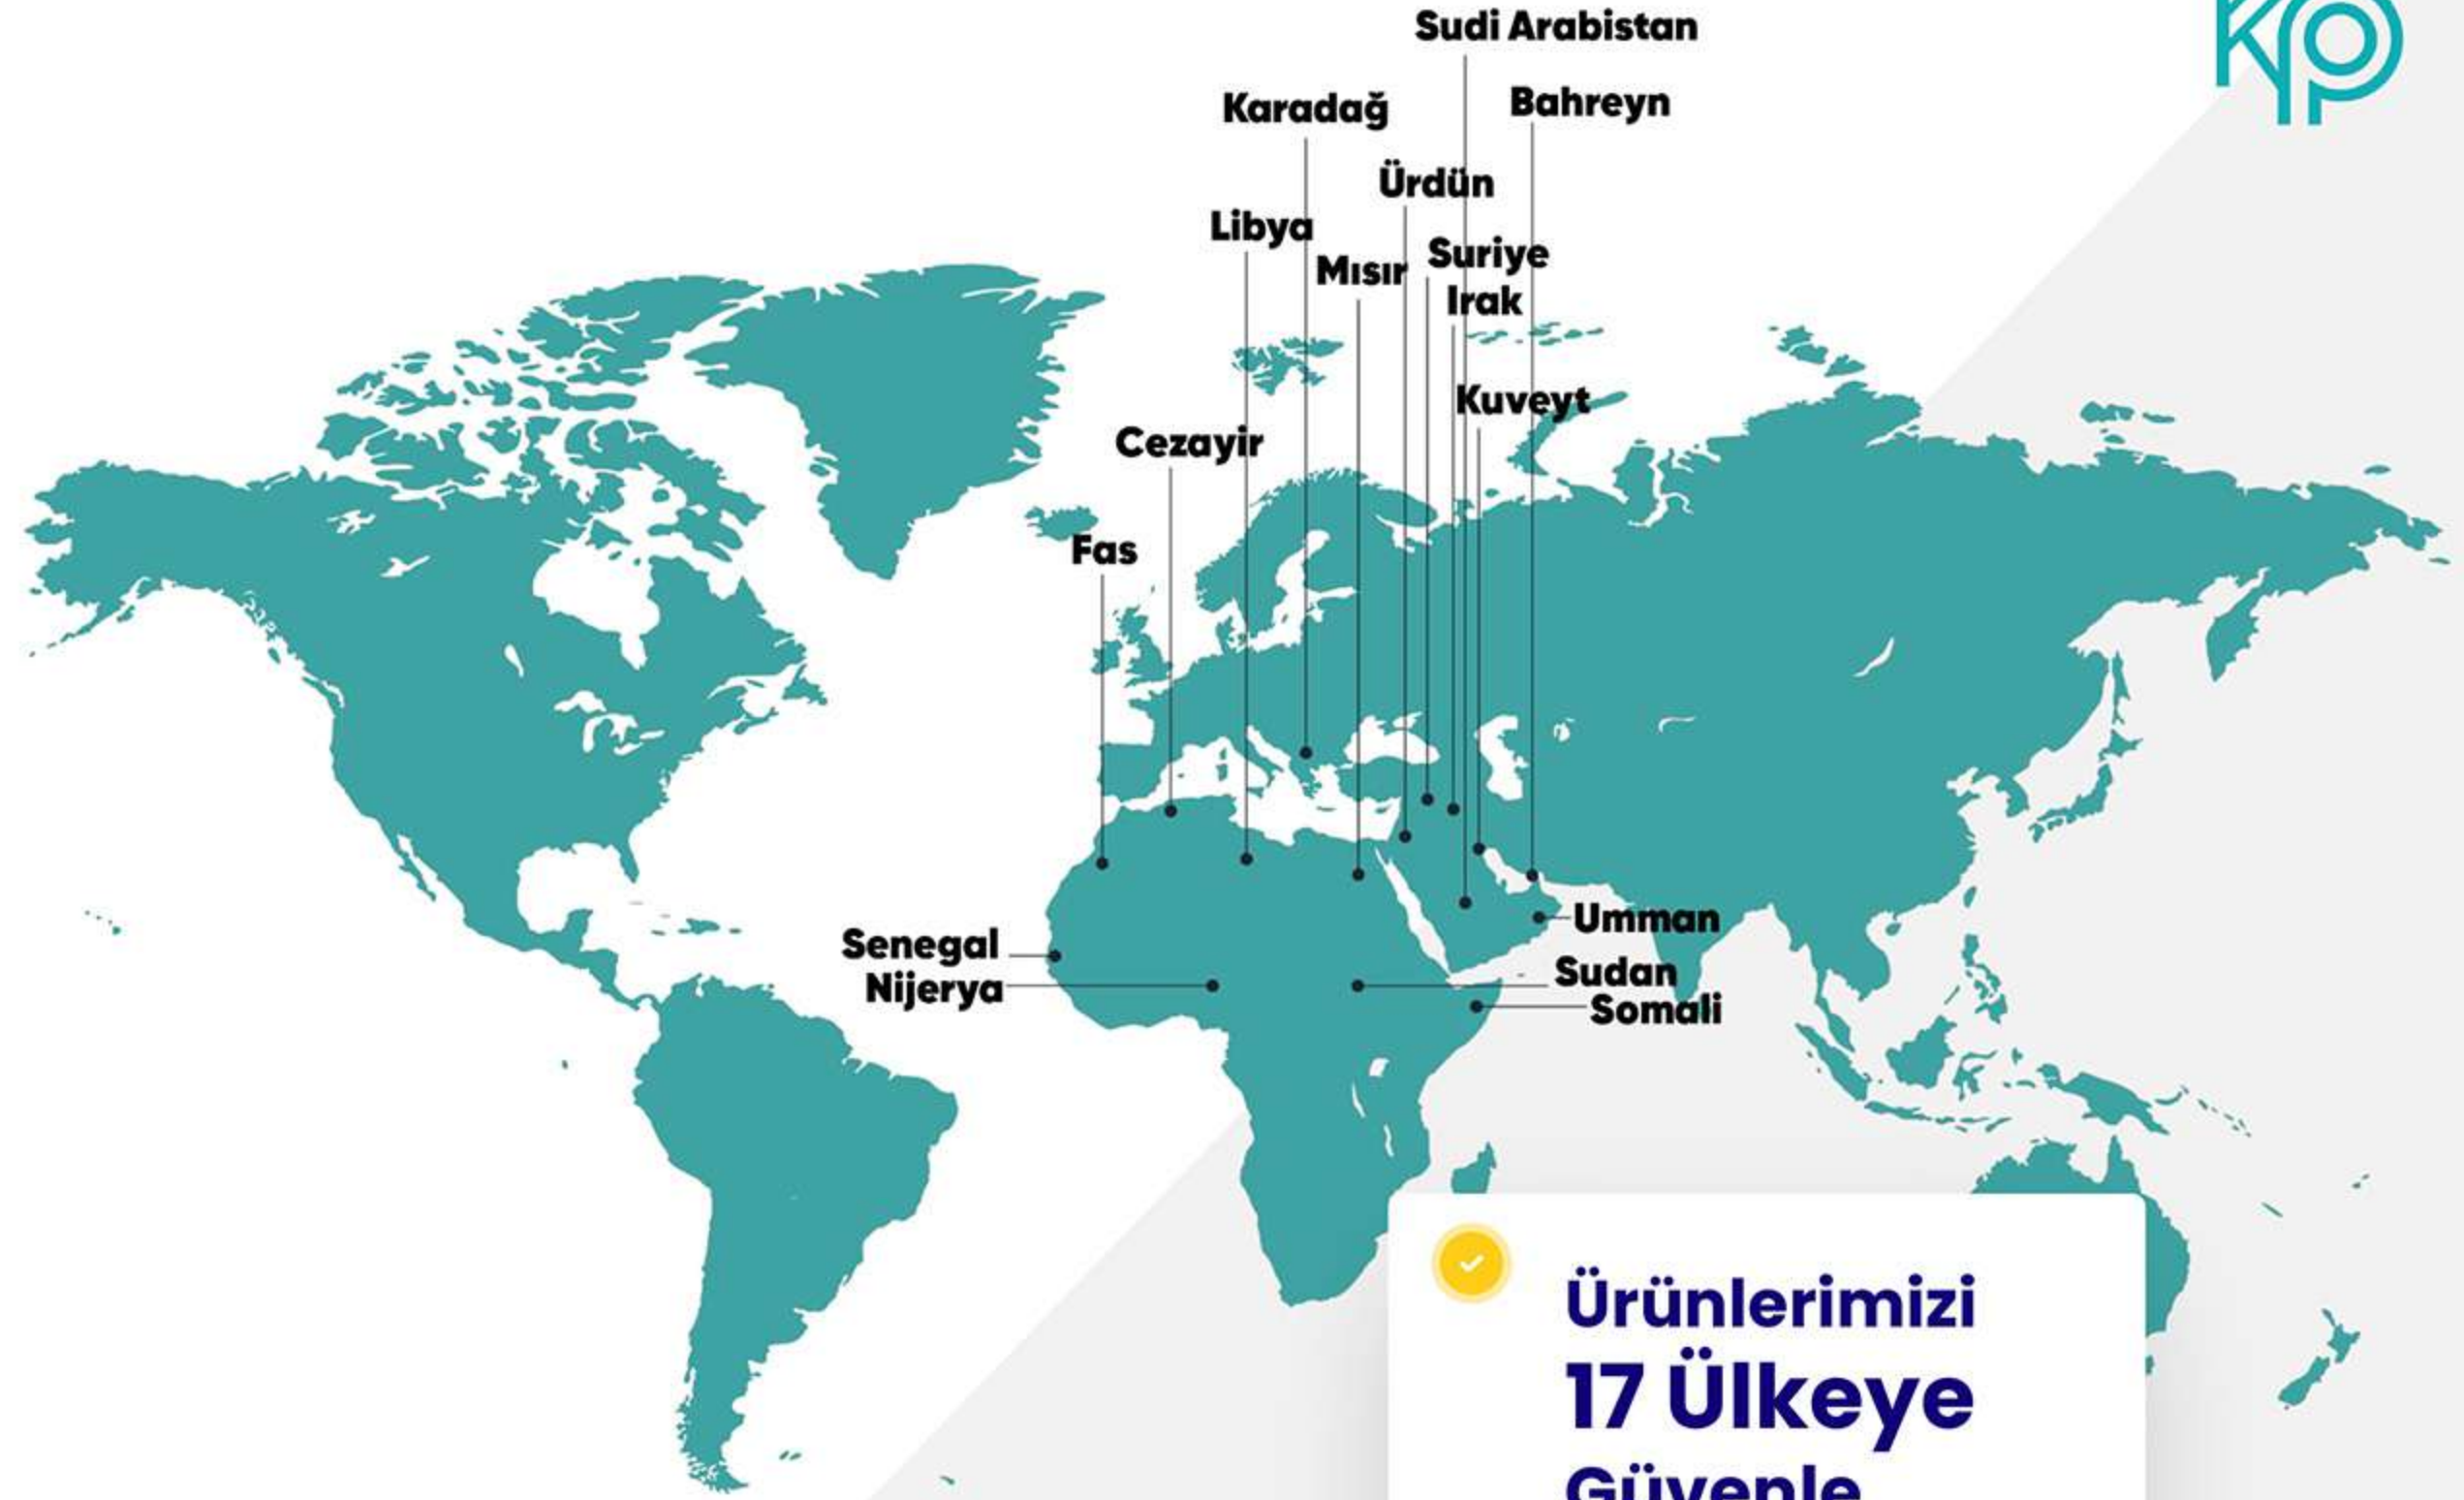 Sudi Arabistan
Karadağ
Bahreyn
Ürdün
Libya
Suriye
Mısır
Irak
Kuveyt
Cezayir
Fas
Umman
Senegal
Sudan
Nijerya
Somali
Ürünlerimizi
17 Ülkeye
Güvenle